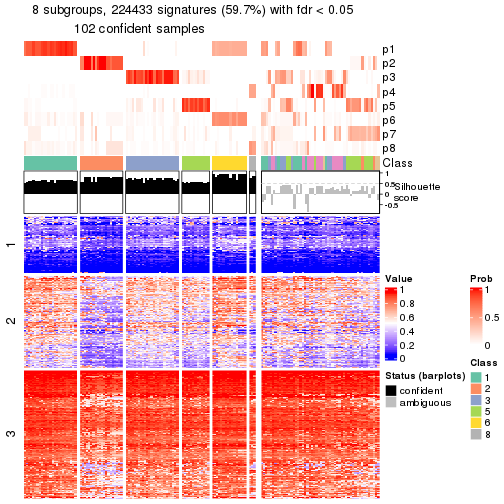 8 subgroups, 224433 signatures (59.7%) with fdr < 0.05
102 confident samples
p1
p2
p3
p4
p5
p6
p7
p8
Class
1
0.5
0
-0.5
Silhouette
score
1
2
3
Value
1
0.8
0.6
0.4
0.2
0
Prob
1
0.5
0
Status (barplots)
confident
ambiguous
Class
1
2
3
5
6
8